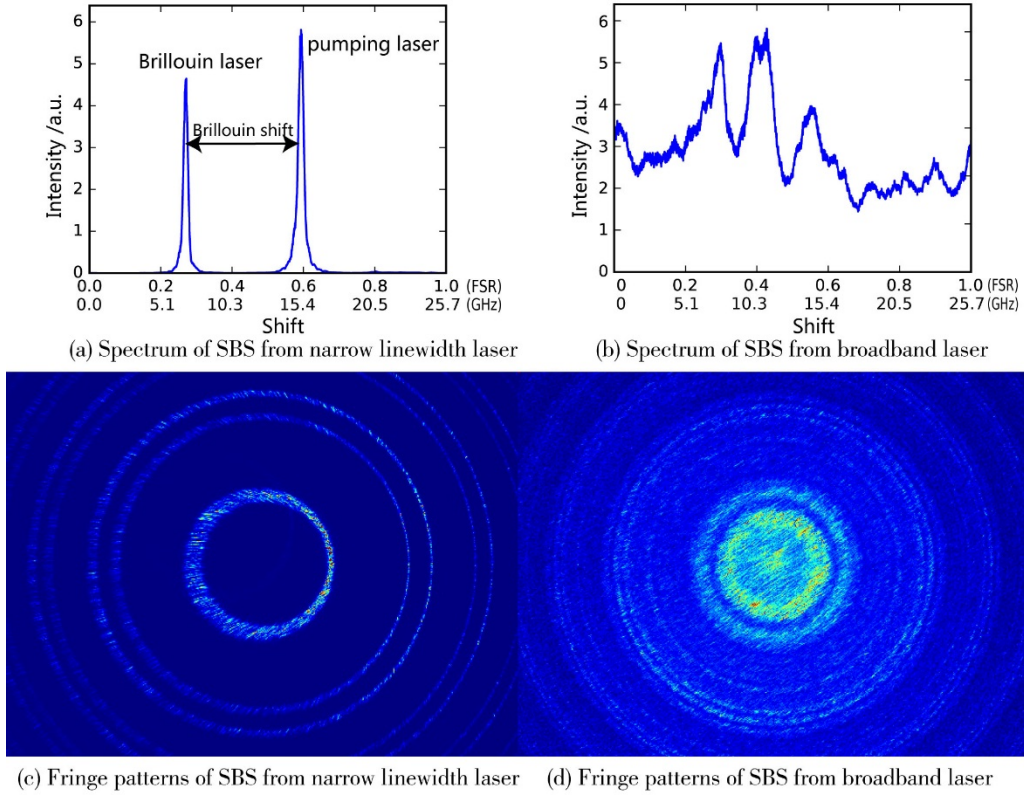 6
5
4
3
2
1
0
Intensity /a.u.
Brillouin laser
pumping laser
Brillouin shift
0.0 0.2 0.4 0.6 0.8 1.0 (FSR)
0.0 5.1 10.3 15.4 20.5 25.7 (GHz)
Shift
(a) Spectrum of SBS from narrow linewidth laser
6
5
4
3
2
1
0
Intensity /a.u.
0 0.2 0.4 0.6 0.8 1.0 (FSR)
0 5.1 10.3 15.4 20.5 25.7 (GHz)
Shift
(b) Spectrum of SBS from broadband laser
(c) Fringe patterns of SBS from narrow linewidth laser
(d) Fringe patterns of SBS from broadband laser